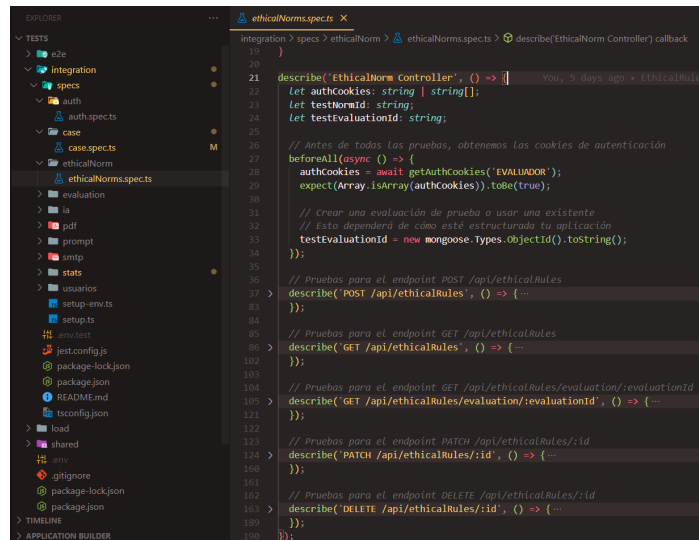 EXPLORER
TESTS
e2e
integration
specs
auth
auth.spec.ts
case
case.spec.ts M
ethicalNorm
ethicalNorms.spec.ts
evaluation
ia
pdf
prompt
smtp
stats
usuarios
setup-env.ts
setup.ts
.env.test
jest.config.js
package-lock.json
package.json
README.md
tsconfig.json
load
shared
.env
.gitignore
package-lock.json
package.json
TIMELINE
APPLICATION BUILDER
ethicalNorms.spec.ts ×
integration > specs > ethicalNorm > ethicalNorms.spec.ts > describe('EthicalNorm Controller') callback
19 }
20
21 describe('EthicalNorm Controller', () => { You, 5 days ago • EthicalRule
22 let authCookies: string | string[];
23 let testNormId: string;
24 let testEvaluationId: string;
25
26 // Antes de todas las pruebas, obtenemos las cookies de autenticación
27 beforeAll(async () => {
28 authCookies = await getAuthCookies('EVALUADOR');
29 expect(Array.isArray(authCookies)).toBe(true);
30
31 // Crear una evaluación de prueba o usar una existente
32 // Esto dependerá de cómo esté estructurada tu aplicación
33 testEvaluationId = new mongoose.Types.ObjectId().toString();
34 });
35
36 // Pruebas para el endpoint POST /api/ethicalRules
37 describe('POST /api/ethicalRules', () => {···
83 });
84
85 // Pruebas para el endpoint GET /api/ethicalRules
86 describe('GET /api/ethicalRules', () => {···
102 });
103
104 // Pruebas para el endpoint GET /api/ethicalRules/evaluation/:evaluationId
105 describe('GET /api/ethicalRules/evaluation/:evaluationId', () => {···
121 });
122
123 // Pruebas para el endpoint PATCH /api/ethicalRules/:id
124 describe('PATCH /api/ethicalRules/:id', () => {···
160 });
161
162 // Pruebas para el endpoint DELETE /api/ethicalRules/:id
163 describe('DELETE /api/ethicalRules/:id', () => {···
189 });
190 });